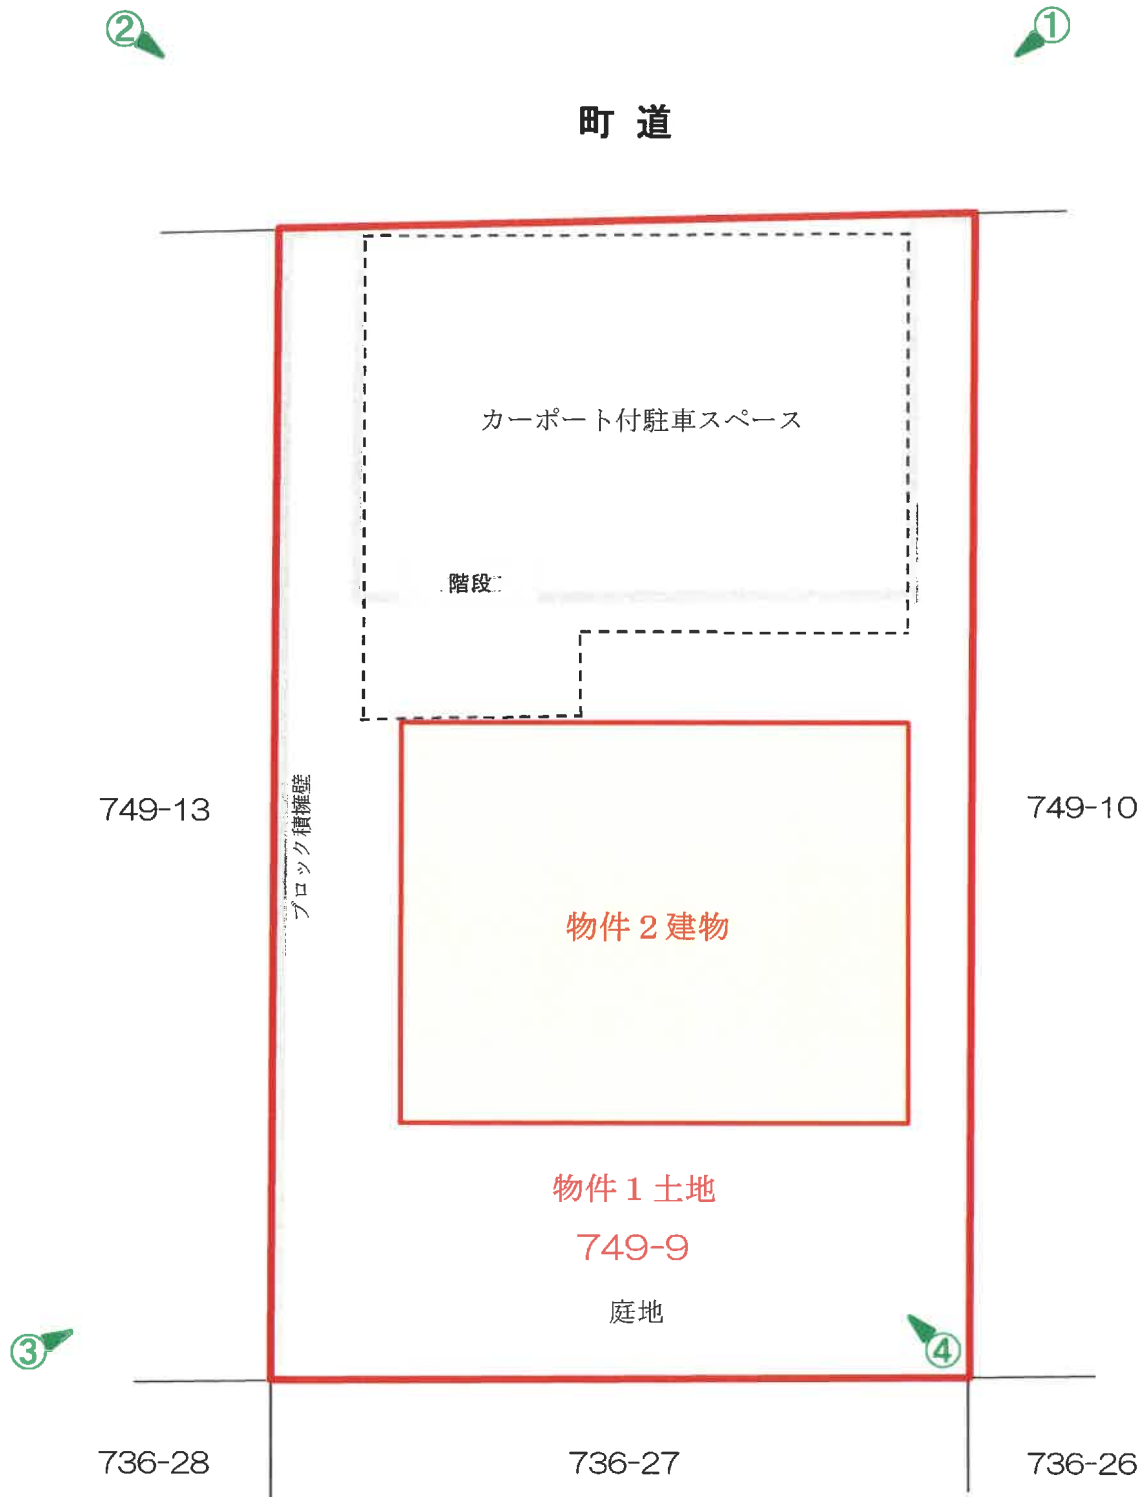 ②
①
町道
カーポート付駐車スペース
階段
749-13
ブロック積擁壁
749-10
物件2建物
物件1土地
749-9
庭地
③
④
736-28
736-27
736-26